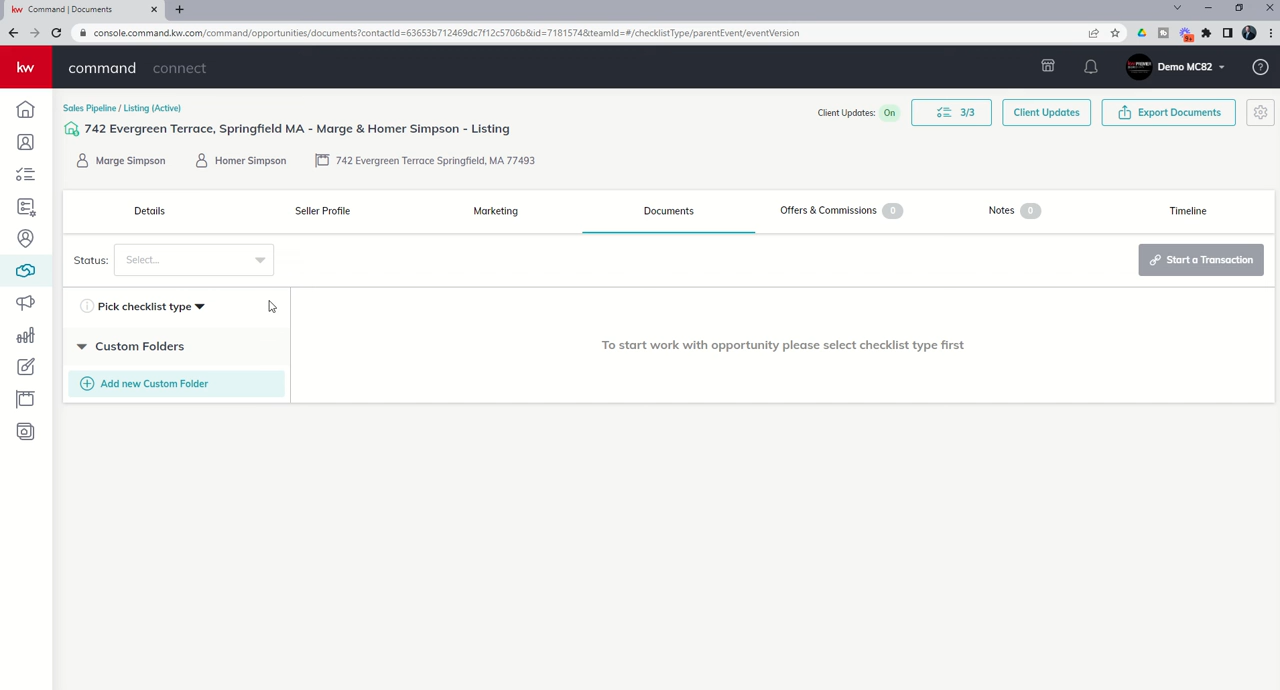 kw Command | Documents
console.command.kw.com/command/opportunities/documents?contactId=63653b712469dc7f12c5706b&id=7181574&teamId=#/checklistType/parentEvent/eventVersion
9+
kw command connect
Demo MC82
Sales Pipeline / Listing (Active)
742 Evergreen Terrace, Springfield MA - Marge & Homer Simpson - Listing
Client Updates: On
3/3
Client Updates
Export Documents
Marge Simpson
Homer Simpson
742 Evergreen Terrace Springfield, MA 77493
Details
Seller Profile
Marketing
Documents
Offers & Commissions 0
Notes 0
Timeline
Status: Select...
Start a Transaction
Pick checklist type
Custom Folders
Add new Custom Folder
To start work with opportunity please select checklist type first